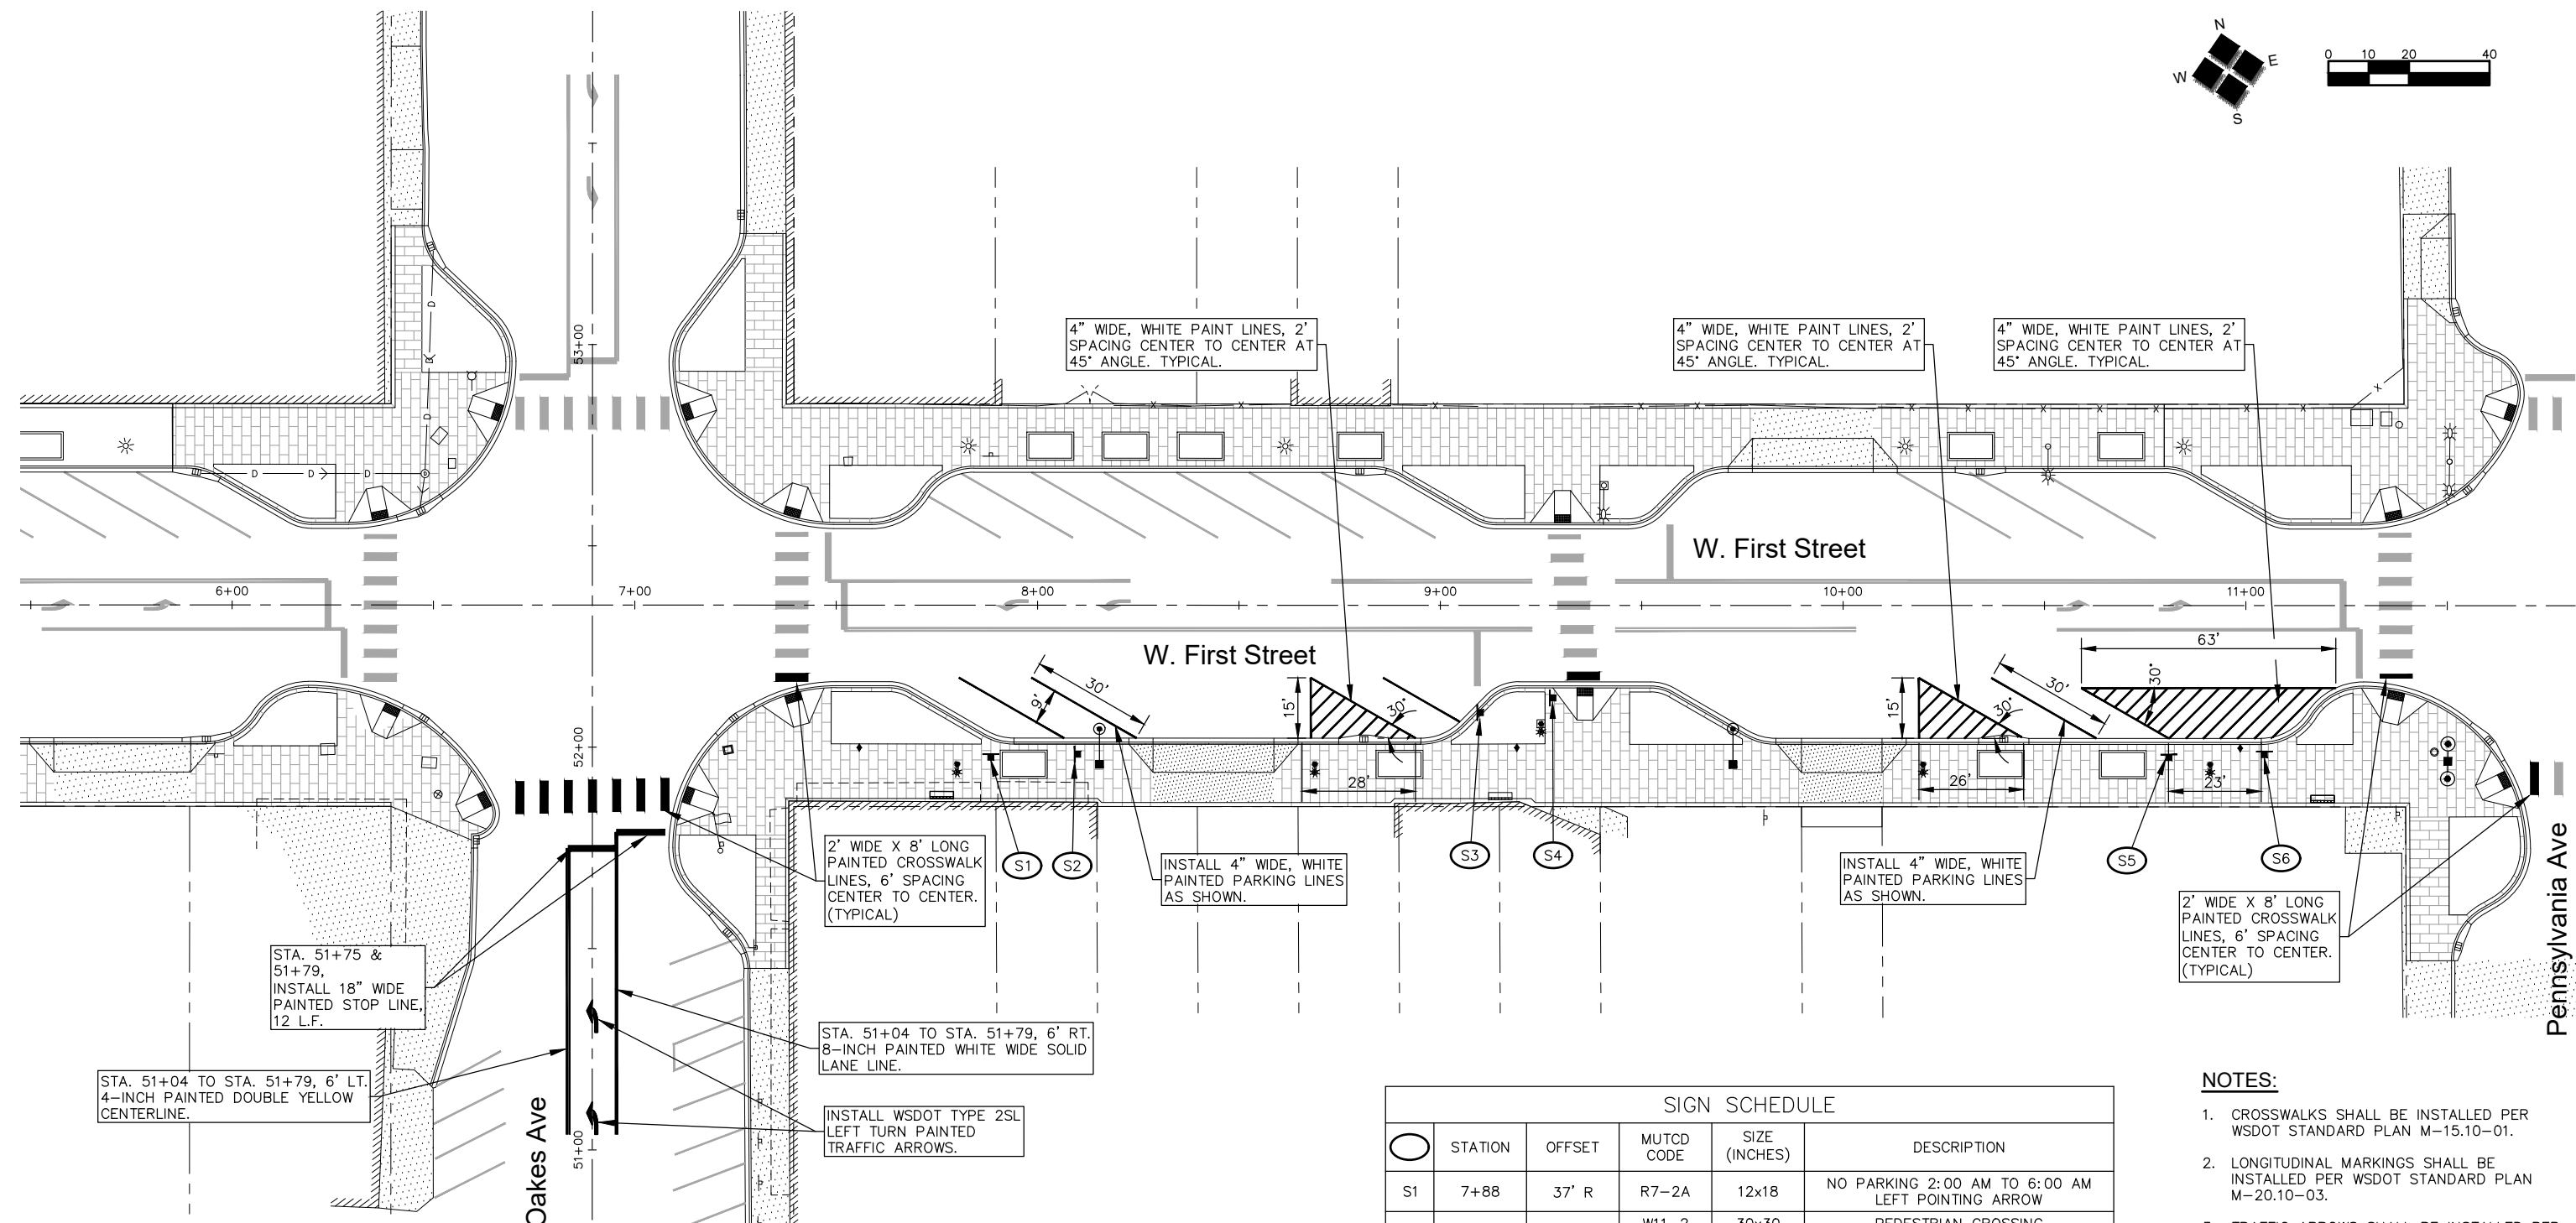 N
W
E
S
0 10 20 40
4" WIDE, WHITE PAINT LINES, 2'
SPACING CENTER TO CENTER AT
45° ANGLE. TYPICAL.
4" WIDE, WHITE PAINT LINES, 2'
SPACING CENTER TO CENTER AT
45° ANGLE. TYPICAL.
4" WIDE, WHITE PAINT LINES, 2'
SPACING CENTER TO CENTER AT
45° ANGLE. TYPICAL.
53+00
D
D
D
D D D
X X X X X X X X X X X X
X
W. First Street
6+00
7+00
8+00
9+00
10+00
11+00
W. First Street
63'
30'
9'
15'
30°
28'
15'
30°
30'
26'
30°
23'
52+00
S1
S2
S3
S4
S5
S6
2' WIDE X 8' LONG
PAINTED CROSSWALK
LINES, 6' SPACING
CENTER TO CENTER.
(TYPICAL)
INSTALL 4" WIDE, WHITE
PAINTED PARKING LINES
AS SHOWN.
INSTALL 4" WIDE, WHITE
PAINTED PARKING LINES
AS SHOWN.
2' WIDE X 8' LONG
PAINTED CROSSWALK
LINES, 6' SPACING
CENTER TO CENTER.
(TYPICAL)
Pennsylvania Ave
STA. 51+75 &
51+79,
INSTALL 18" WIDE
PAINTED STOP LINE,
12 L.F.
STA. 51+04 TO STA. 51+79, 6' RT.
8-INCH PAINTED WHITE WIDE SOLID
LANE LINE.
STA. 51+04 TO STA. 51+79, 6' LT.
4-INCH PAINTED DOUBLE YELLOW
CENTERLINE.
INSTALL WSDOT TYPE 2SL
LEFT TURN PAINTED
TRAFFIC ARROWS.
51+00
Oakes Ave
SIGN SCHEDULE
STATION OFFSET MUTCD CODE SIZE (INCHES) DESCRIPTION
S1 7+88 37' R R7-2A 12x18 NO PARKING 2:00 AM TO 6:00 AM
LEFT POINTING ARROW
W11-2 30x30 PEDESTRIAN CROSSING
NOTES:
1. CROSSWALKS SHALL BE INSTALLED PER
WSDOT STANDARD PLAN M-15.10-01.
2. LONGITUDINAL MARKINGS SHALL BE
INSTALLED PER WSDOT STANDARD PLAN
M-20.10-03.
3. TRAFFIC ARROWS SHALL BE INSTALLED PER